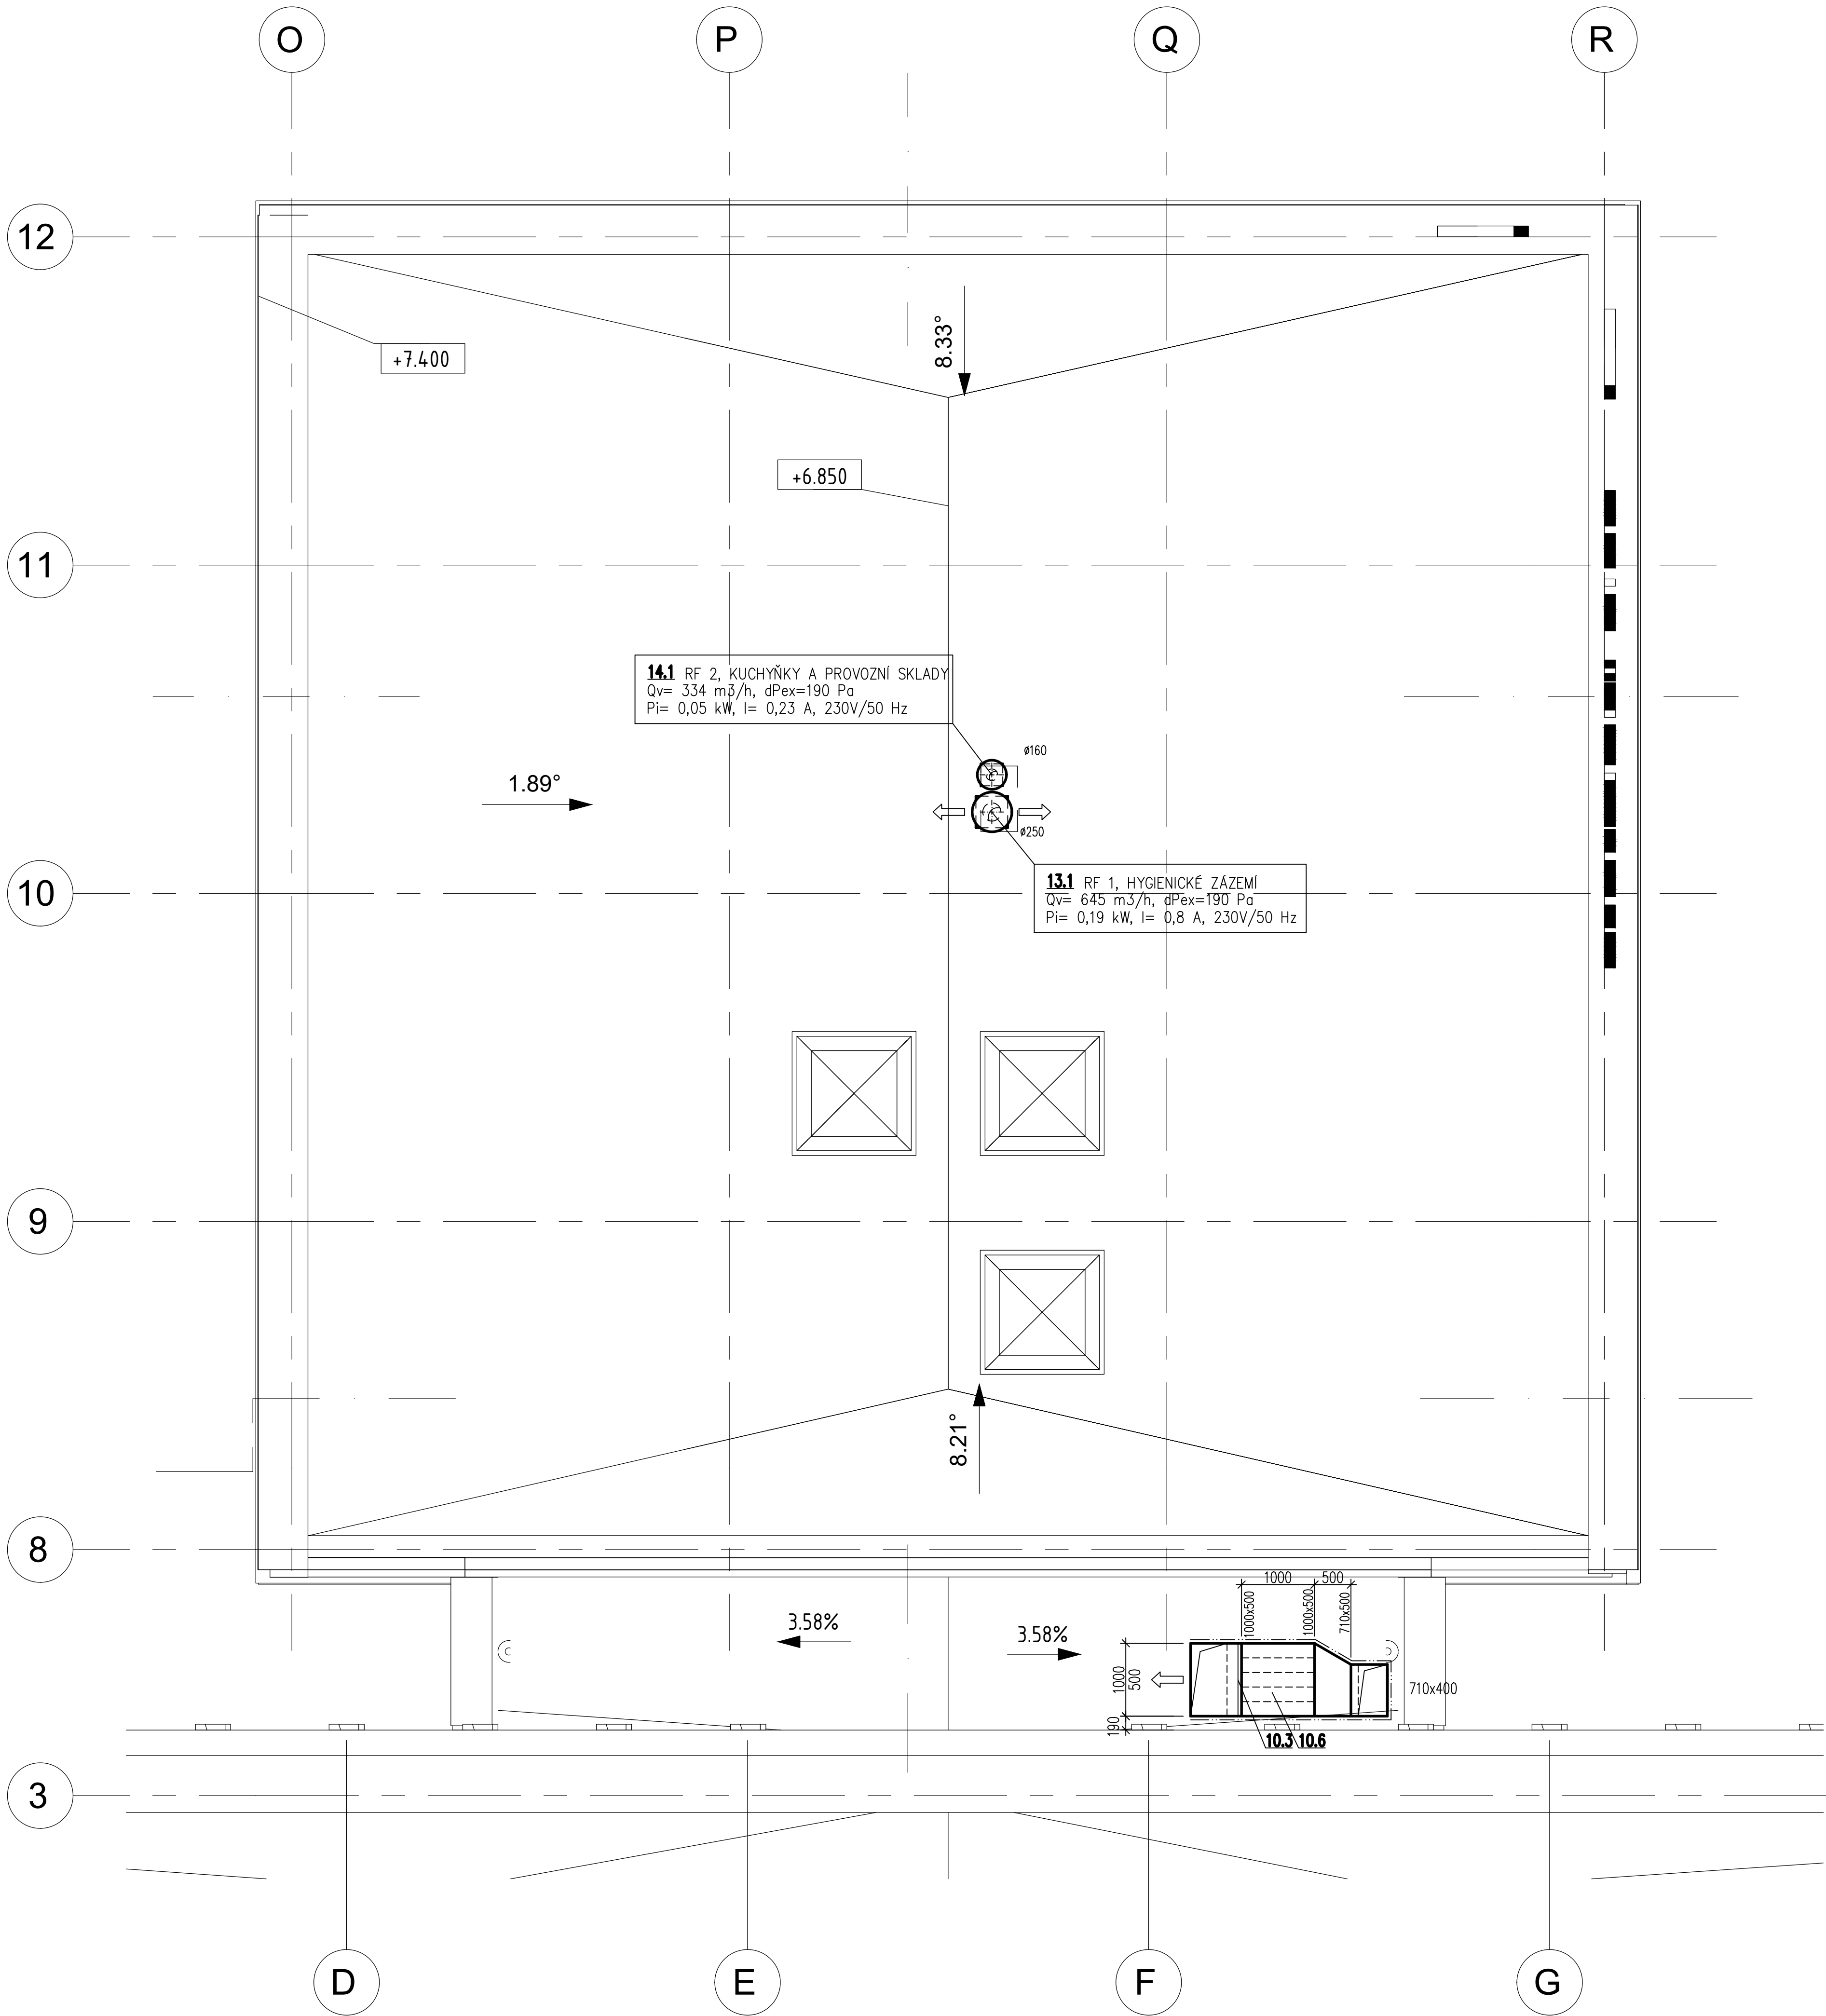 O
P
Q
R
12
8.33°
+7.400
+6.850
11
14.1 RF 2, KUCHYŇKY A PROVOZNÍ SKLADY
Qv= 334 m3/h, dPex=190 Pa
Pi= 0,05 kW, I= 0,23 A, 230V/50 Hz
ø160
1.89°
ø250
10
13.1 RF 1, HYGIENICKÉ ZÁZEMÍ
Qv= 645 m3/h, dPex=190 Pa
Pi= 0,19 kW, I= 0,8 A, 230V/50 Hz
9
8.21°
8
1000
500
1000x500
1000x500
710x500
3.58%
3.58%
1000
500
190
710x400
10.3
10.6
3
D
E
F
G